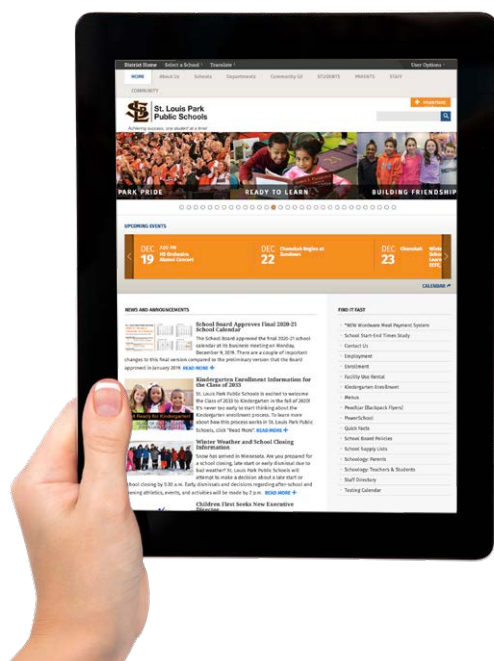 District Home Select a School Translate User Options
HOME About Us Schools Departments Community Ed STUDENTS PARENTS STAFF
COMMUNITY
Important
St. Louis Park
Public Schools
Achieving success, one student at a time!
PARK PRIDE READY TO LEARN BUILDING FRIENDSHIP
UPCOMING EVENTS
DEC 19 7:00 PM HS Orchestra Alumni Concert
DEC 22 Chanukah Begins at Sundown
DEC 23 Chanukah
CALENDAR
NEWS AND ANNOUNCEMENTS
School Board Approves Final 2020-21
School Calendar
The School Board approved the final 2020-21 school
calendar at its business meeting on Monday,
December 9, 2019. There are a couple of important
changes to this final version compared to the preliminary version that the Board
approved in January 2019. READ MORE
Kindergarten Enrollment Information for
the Class of 2033
St. Louis Park Public Schools is excited to welcome
the Class of 2033 to Kindergarten in the fall of 2020!
It's never too early to start thinking about the
Kindergarten enrollment process. To learn more
about how this process works in St. Louis Park Public
Schools, click "Read More". READ MORE
Ready for Kindergarten!
Winter Weather and School Closing
Information
Snow has arrived in Minnesota. Are you prepared for
a school closing, late start or early dismissal due to
bad weather? St. Louis Park Public Schools will
attempt to make a decision about a late start or
school closing by 5:30 a.m. Early dismissals and decisions regarding after-school and
evening athletics, events, and activities will be made by 2 p.m. READ MORE
Children First Seeks New Executive
Director
FIND IT FAST
*NEW Wordware Meal Payment System
School Start-End Times Study
Contact Us
Employment
Enrollment
Facility Use Rental
Kindergarten Enrollment
Menus
Peachjar (Backpack Flyers)
PowerSchool
Quick Facts
School Board Policies
School Supply Lists
Schoology: Parents
Schoology: Teachers & Students
Staff Directory
Testing Calendar